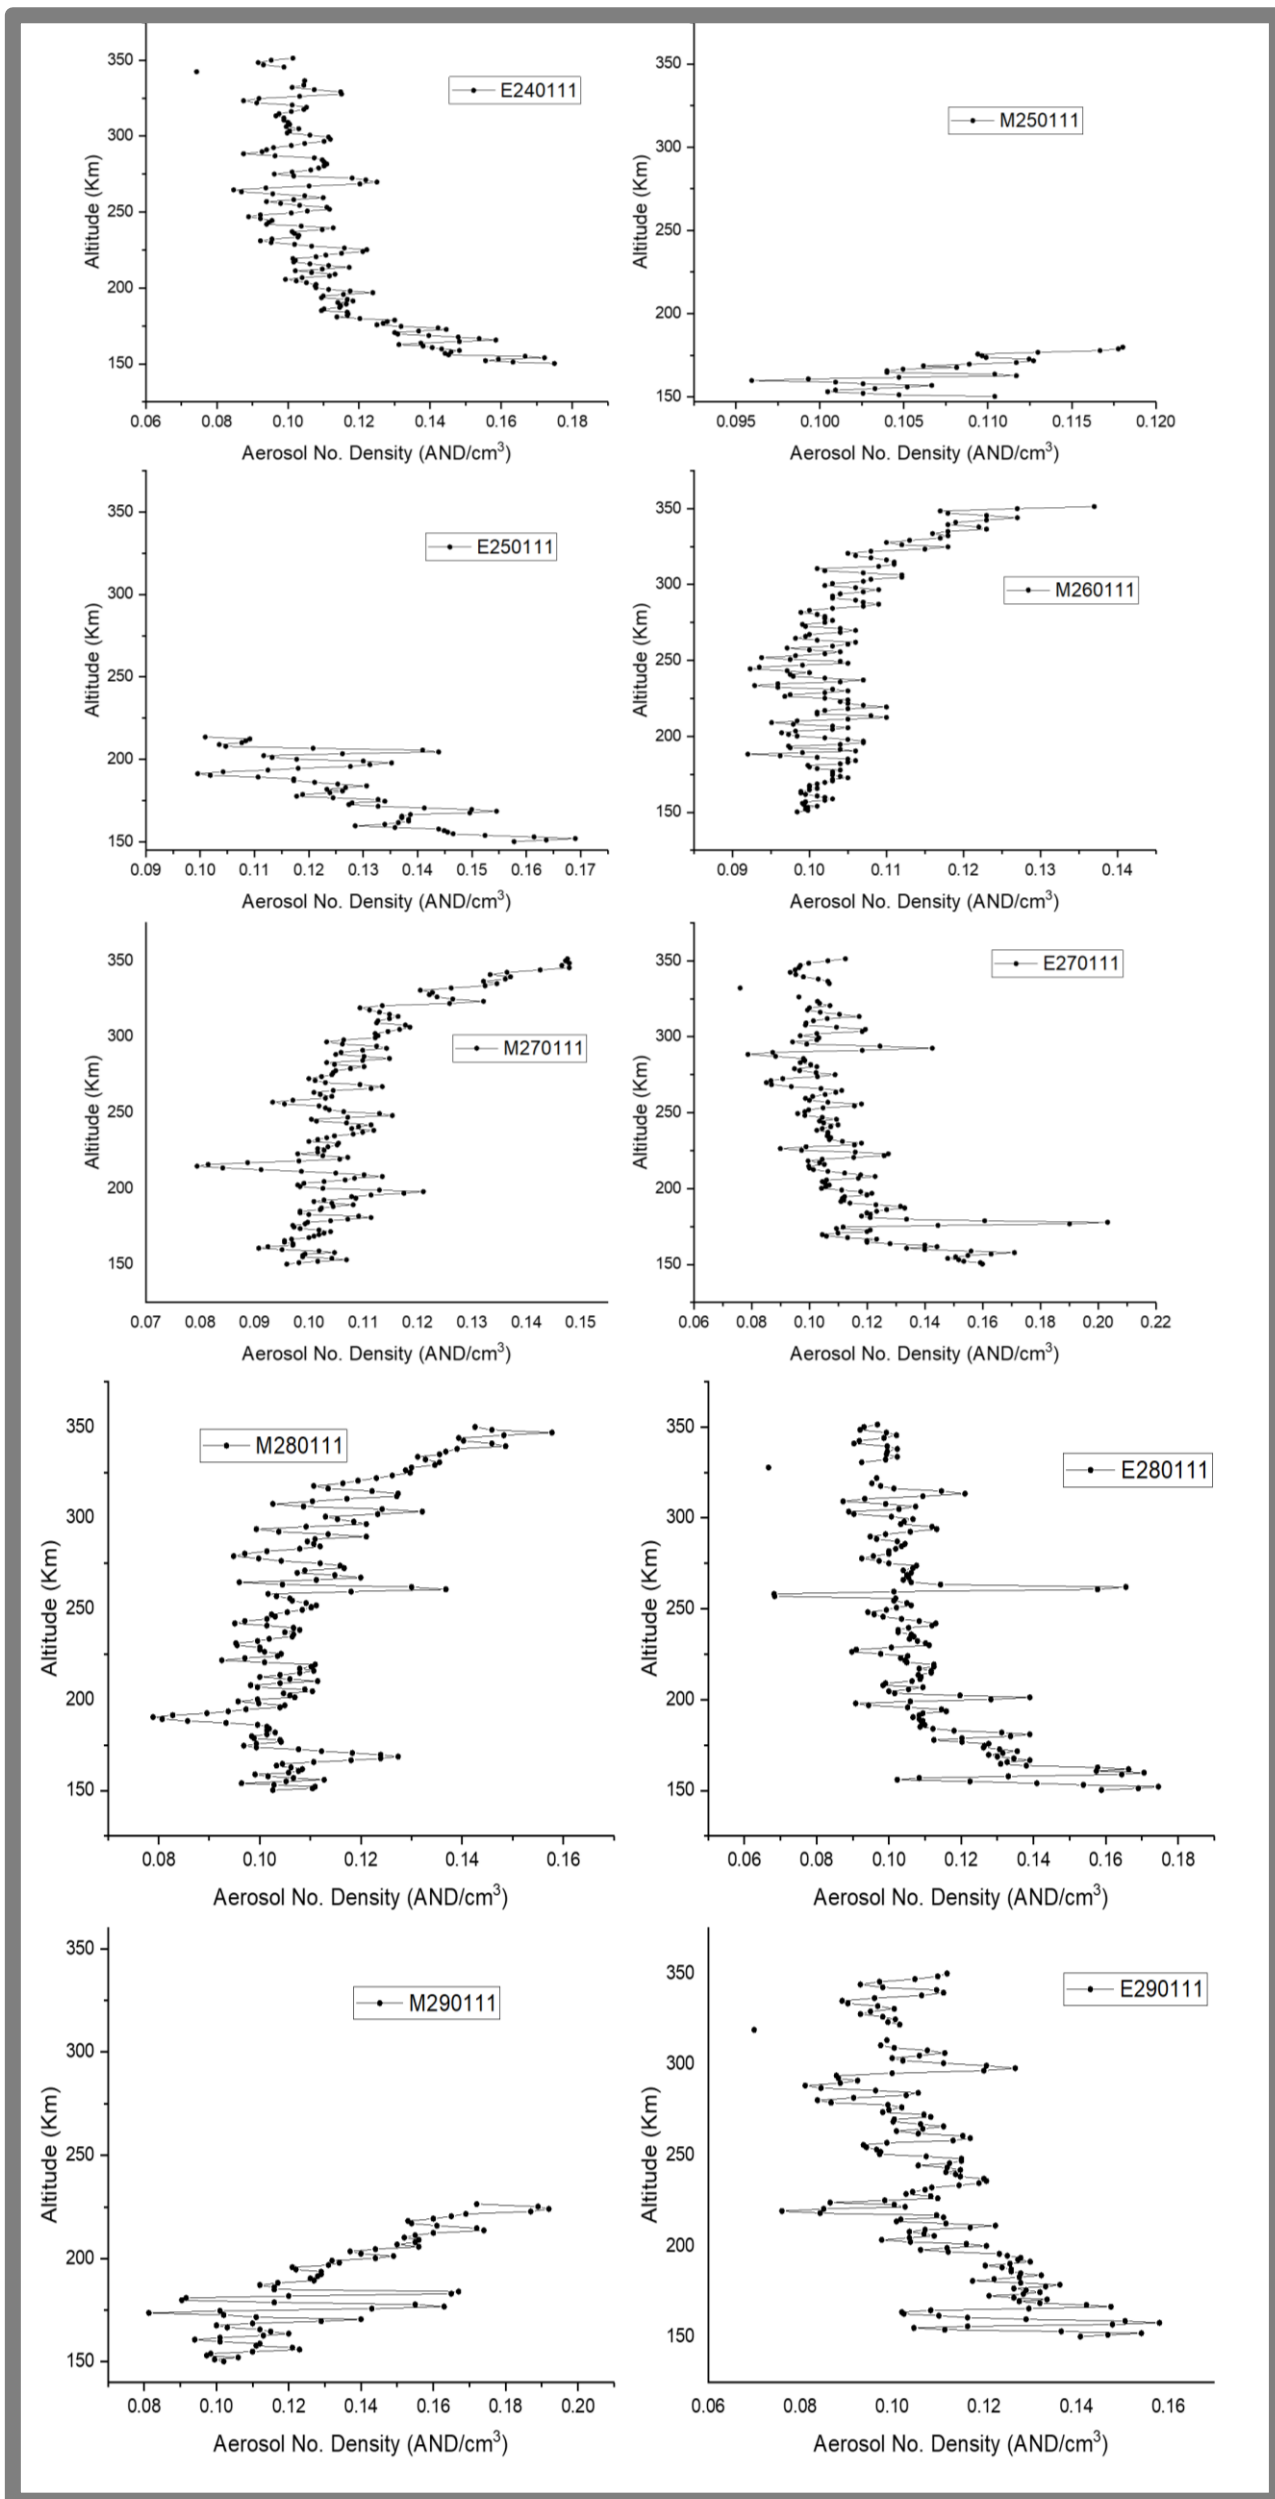 350
300
250
200
150
Altitude (Km)
E240111
0.06 0.08 0.10 0.12 0.14 0.16 0.18
Aerosol No. Density (AND/cm³)
350
300
250
200
150
Altitude (Km)
M250111
0.095 0.100 0.105 0.110 0.115 0.120
Aerosol No. Density (AND/cm³)
350
300
250
200
150
Altitude (Km)
E250111
0.09 0.10 0.11 0.12 0.13 0.14 0.15 0.16 0.17
Aerosol No. Density (AND/cm³)
350
300
250
200
150
Altitude (Km)
M260111
0.09 0.10 0.11 0.12 0.13 0.14
Aerosol No. Density (AND/cm³)
350
300
250
200
150
Altitude (Km)
M270111
0.07 0.08 0.09 0.10 0.11 0.12 0.13 0.14 0.15
Aerosol No. Density (AND/cm³)
350
300
250
200
150
Altitude (Km)
E270111
0.06 0.08 0.10 0.12 0.14 0.16 0.20 0.22
Aerosol No. Density (AND/cm³)
350
300
250
200
150
Altitude (Km)
M280111
0.08 0.10 0.12 0.14 0.16
Aerosol No. Density (AND/cm³)
350
300
250
200
150
Altitude (Km)
E280111
0.06 0.08 0.10 0.12 0.14 0.16 0.18
Aerosol No. Density (AND/cm³)
350
300
250
200
150
Altitude (Km)
M290111
0.08 0.10 0.12 0.14 0.16 0.20
Aerosol No. Density (AND/cm³)
350
300
250
200
150
Altitude (Km)
E290111
0.06 0.08 0.10 0.12 0.14 0.16
Aerosol No. Density (AND/cm³)